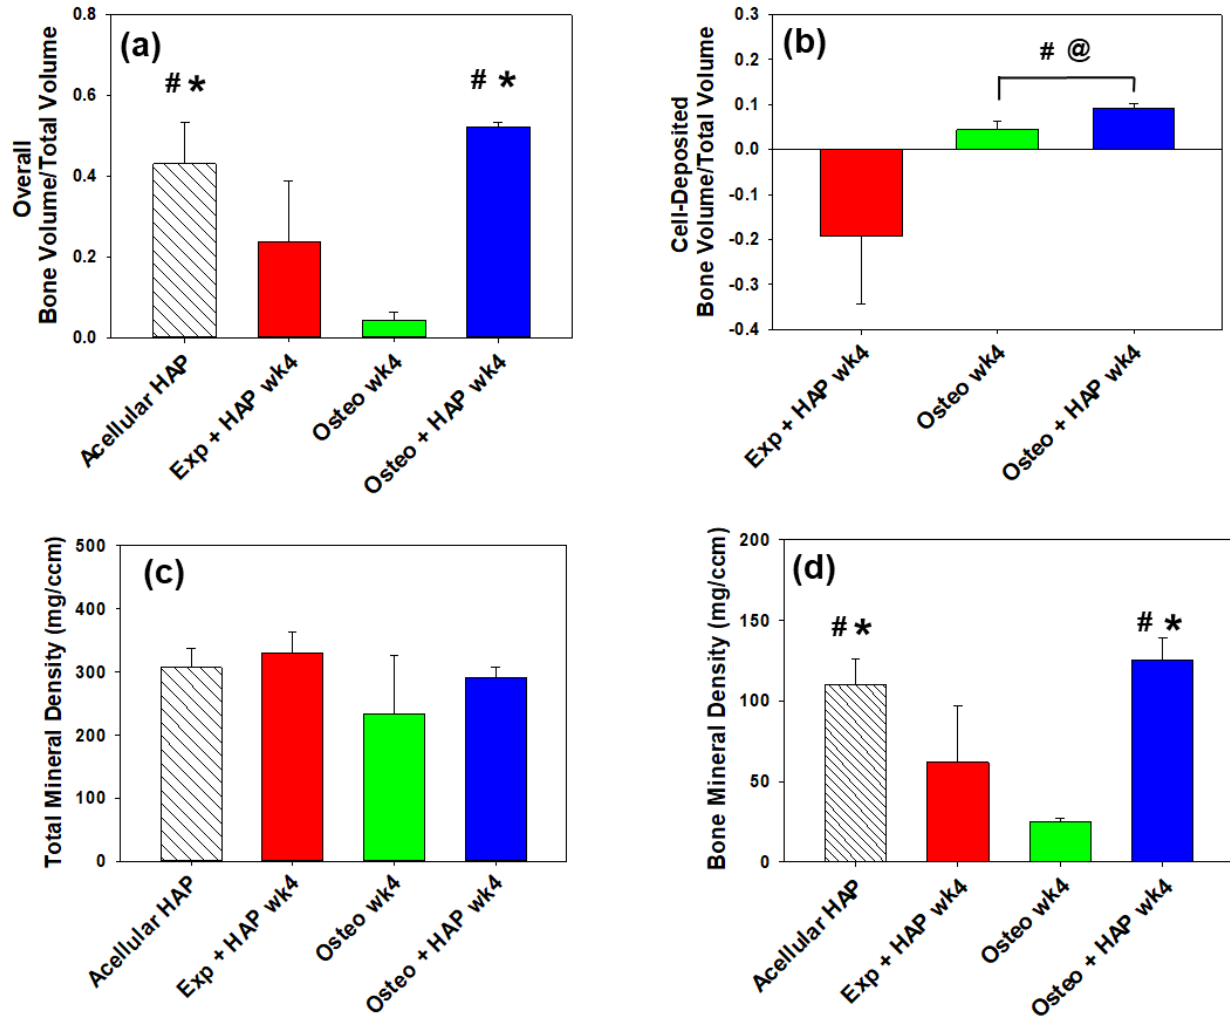 (a)
Overall
Bone Volume/Total Volume
0.8
0.6
0.4
0.2
0.0
# *
# *
Acellular HAP
Exp + HAP wk4
Osteo wk4
Osteo + HAP wk4
(b)
Cell-Deposited
Bone Volume/Total Volume
0.3
0.2
0.1
0.0
-0.1
-0.2
-0.3
-0.4
# @
Exp + HAP wk4
Osteo wk4
Osteo + HAP wk4
(c)
Total Mineral Density (mg/ccm)
500
400
300
200
100
0
Acellular HAP
Exp + HAP wk4
Osteo wk4
Osteo + HAP wk4
(d)
Bone Mineral Density (mg/ccm)
200
150
100
50
0
# *
# *
Acellular HAP
Exp + HAP wk4
Osteo wk4
Osteo + HAP wk4